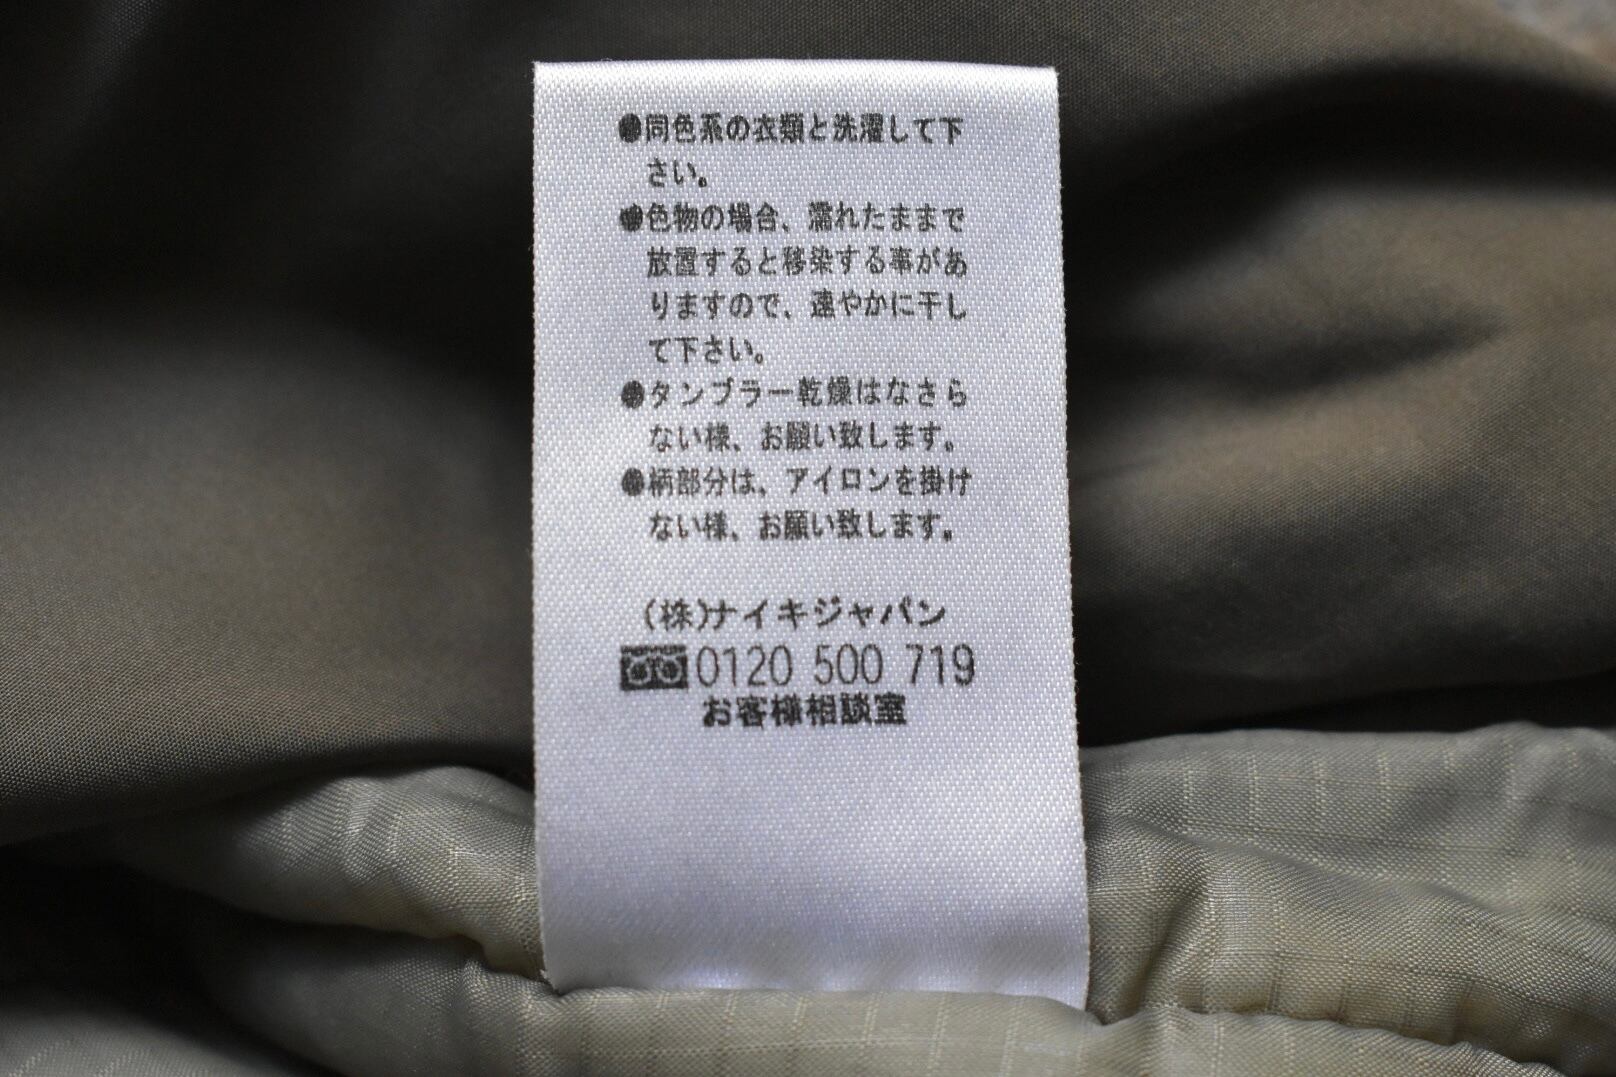 ●同色系の衣類と洗濯して下
さい。
●色物の場合、濡れたままで
放置すると移染する事があ
りますので、速やかに干し
て下さい。
●タンブラー乾燥はなさら
ない様、お願い致します。
●柄部分は、アイロンを掛け
ない様、お願い致します。
(株)ナイキジャパン
0120 500 719
お客様相談室